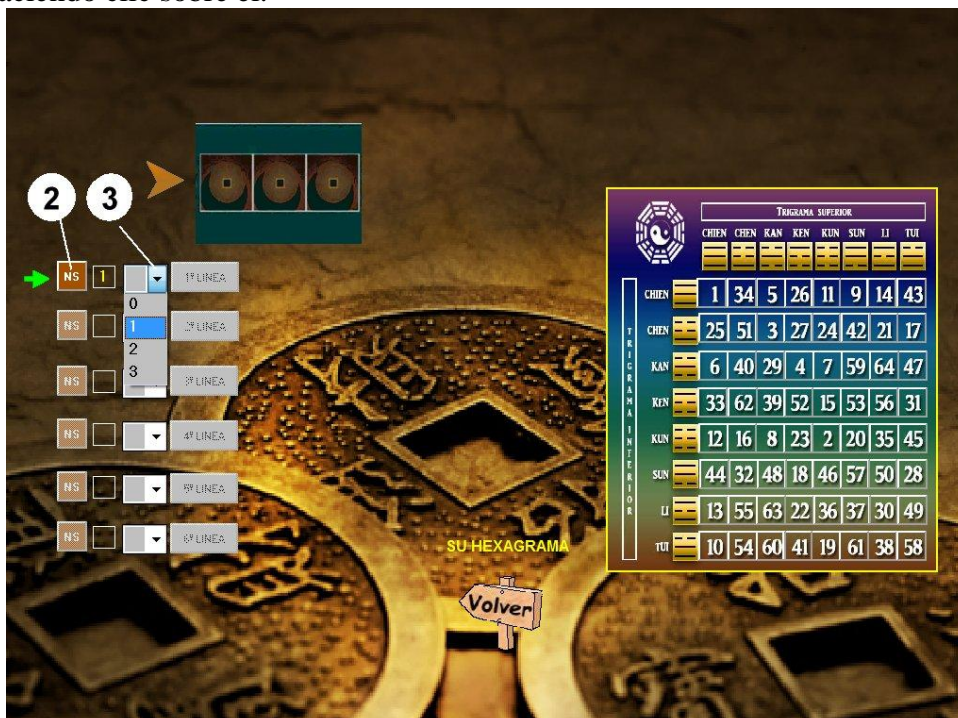 2
3
NS 1 1ª LINEA
0
1
2
3
NS 2ª LINEA
NS 3ª LINEA
NS 4ª LINEA
NS 5ª LINEA
NS 6ª LINEA
SU HEXAGRAMA
Volver
TRIGRAMA SUPERIOR
CHIEN CHEN KAN KEN KUN SUN LI TUI
TRIGRAMA INTERIOR
CHIEN 1 34 5 26 11 9 14 43
CHEN 25 51 3 27 24 42 21 17
KAN 6 40 29 4 7 59 64 47
KEN 33 62 39 52 15 53 56 31
KUN 12 16 8 23 2 20 35 45
SUN 44 32 48 18 46 57 50 28
LI 13 55 63 22 36 37 30 49
TUI 10 54 60 41 19 61 38 58